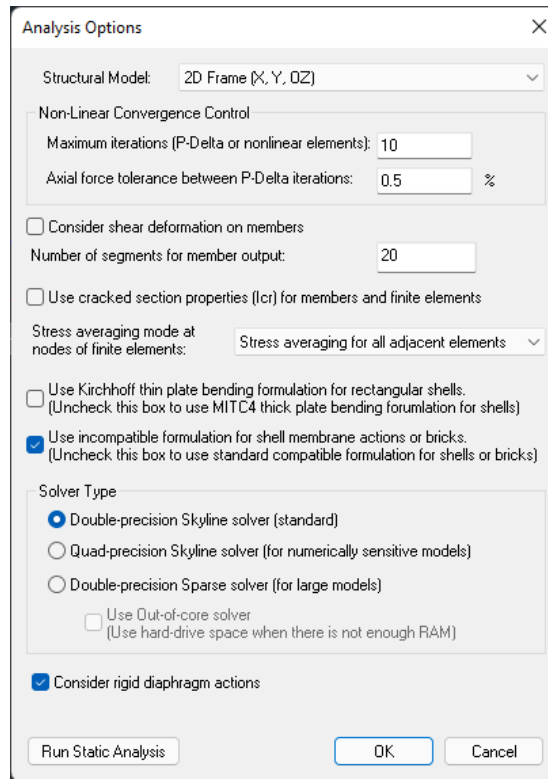 Analysis Options
Structural Model: 2D Frame (X, Y, OZ)
Non-Linear Convergence Control
Maximum iterations (P-Delta or nonlinear elements): 10
Axial force tolerance between P-Delta iterations: 0.5 %
Consider shear deformation on members
Number of segments for member output: 20
Use cracked section properties (Icr) for members and finite elements
Stress averaging mode at
nodes of finite elements: Stress averaging for all adjacent elements
Use Kirchhoff thin plate bending formulation for rectangular shells.
(Uncheck this box to use MITC4 thick plate bending forumlation for shells)
Use incompatible formulation for shell membrane actions or bricks.
(Uncheck this box to use standard compatible formulation for shells or bricks)
Solver Type
Double-precision Skyline solver (standard)
Quad-precision Skyline solver (for numerically sensitive models)
Double-precision Sparse solver (for large models)
Use Out-of-core solver
(Use hard-drive space when there is not enough RAM)
Consider rigid diaphragm actions
Run Static Analysis OK Cancel